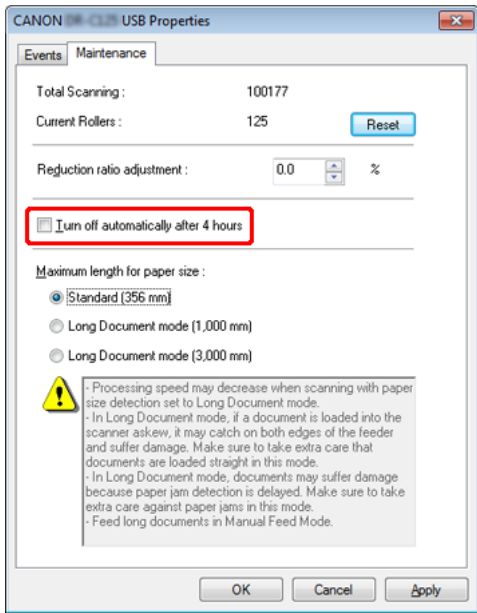 CANON USB Properties
Events Maintenance
Total Scanning : 100177
Current Rollers : 125 Reset
Reduction ratio adjustment : 0.0 %
Turn off automatically after 4 hours
Maximum length for paper size :
Standard (356 mm)
Long Document mode (1,000 mm)
Long Document mode (3,000 mm)
- Processing speed may decrease when scanning with paper
size detection set to Long Document mode.
- In Long Document mode, if a document is loaded into the
scanner askew, it may catch on both edges of the feeder
and suffer damage. Make sure to take extra care that
documents are loaded straight in this mode.
- In Long Document mode, documents may suffer damage
because paper jam detection is delayed. Make sure to take
extra care against paper jams in this mode.
- Feed long documents in Manual Feed Mode.
OK Cancel Apply